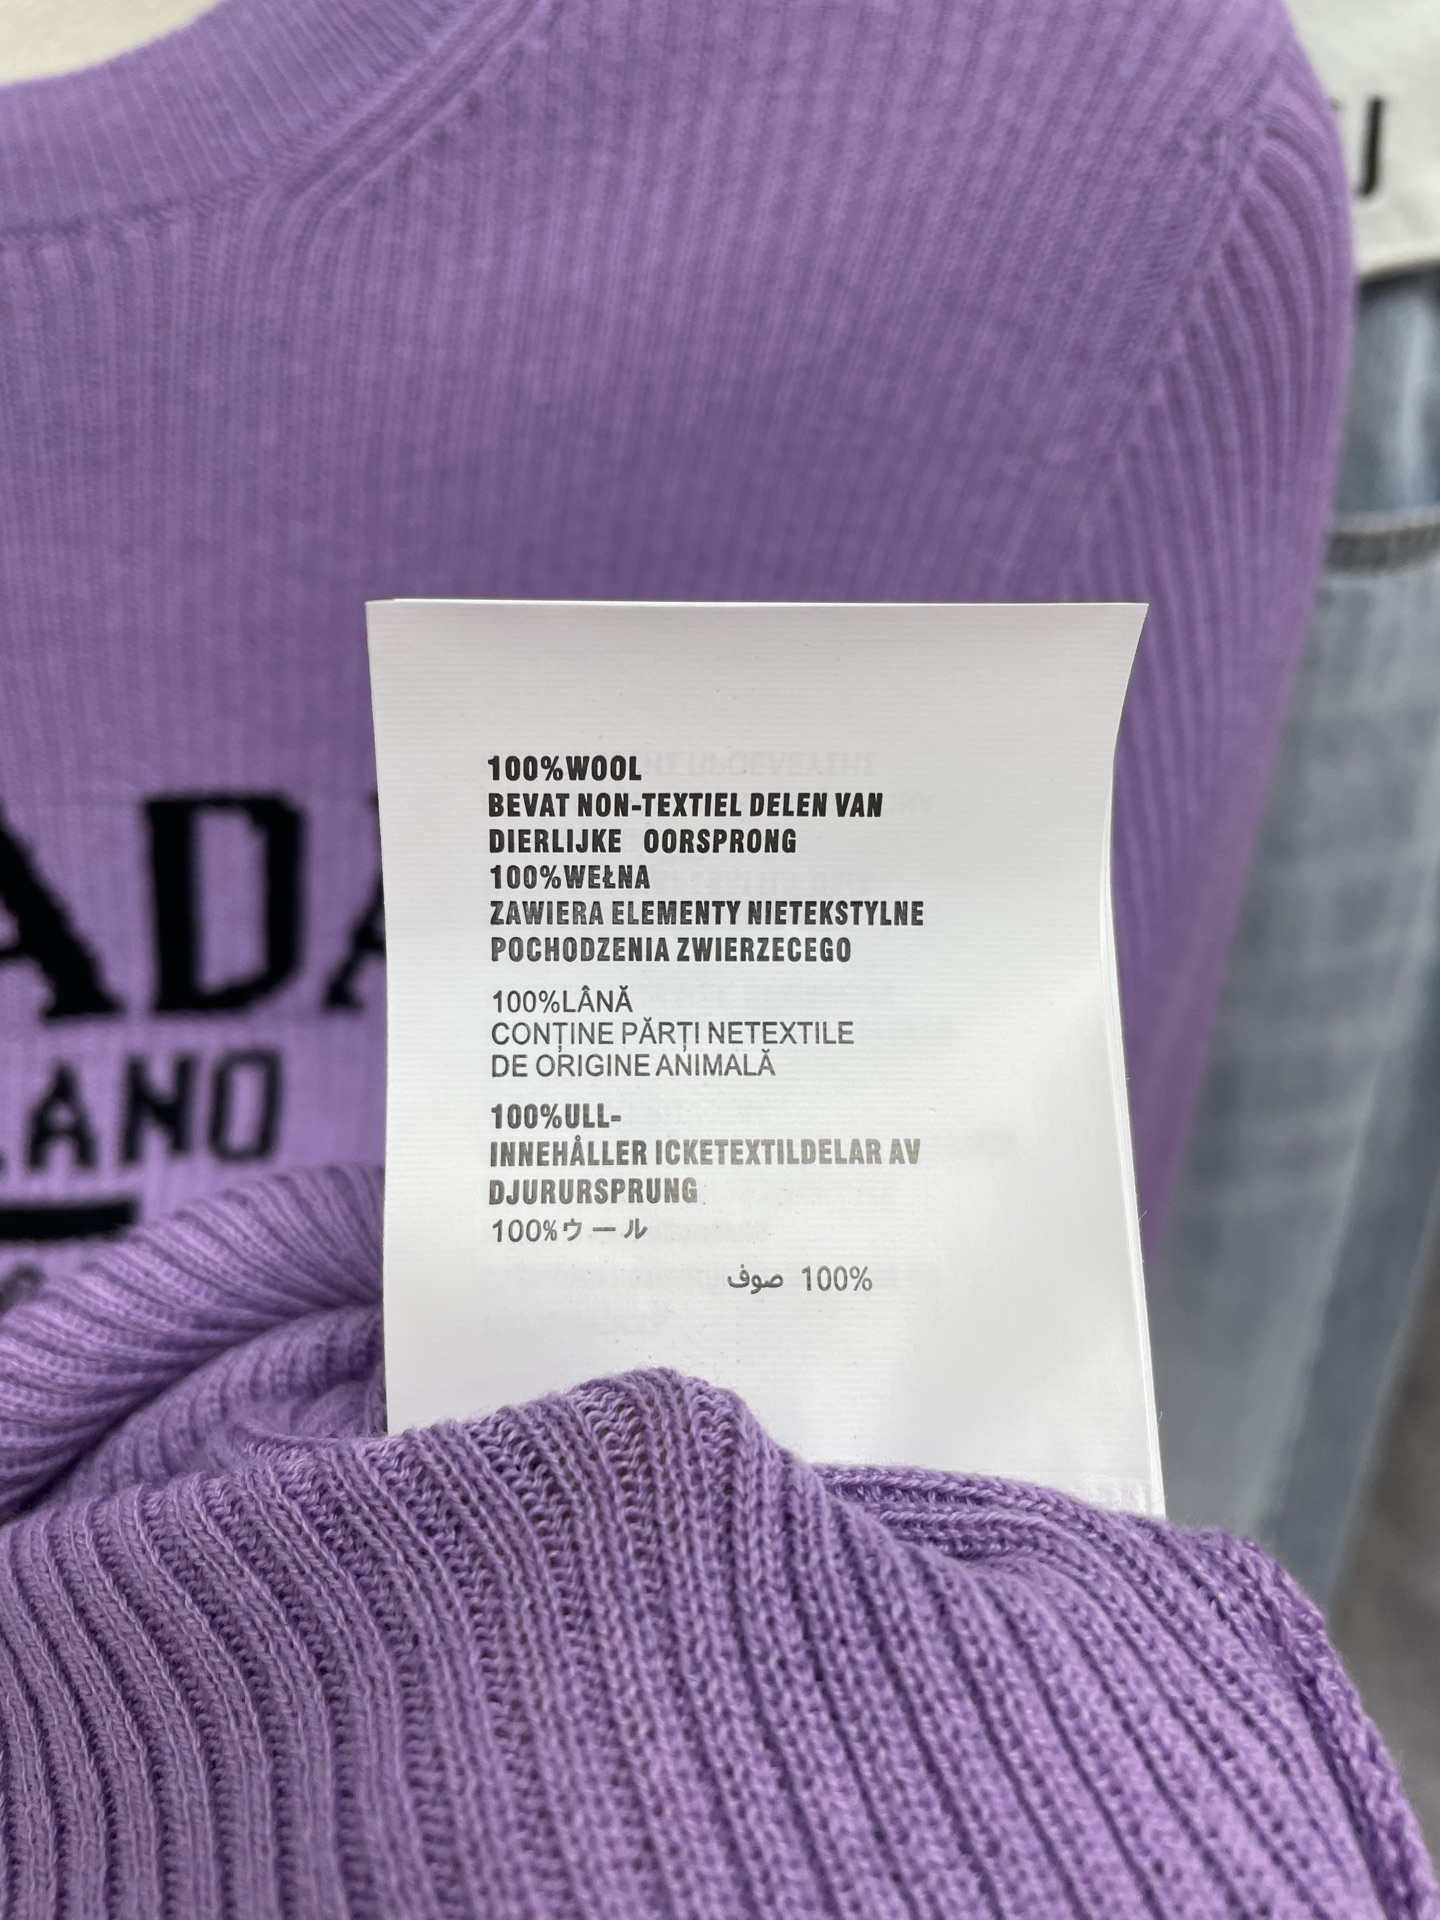 ADA
LANO
100%WOOL
BEVAT NON-TEXTIEL DELEN VAN
DIERLIJKE OORSPRONG
100%WEŁNA
ZAWIERA ELEMENTY NIETEKSTYLNE
POCHODZENIA ZWIERZECEGO
100%LÂNĂ
CONȚINE PĂRȚI NETEXTILE
DE ORIGINE ANIMALĂ
100%ULL-
INNEHÅLLER ICKETEXTILDELAR AV
DJURURSPRUNG
100%ウール
100% صوف